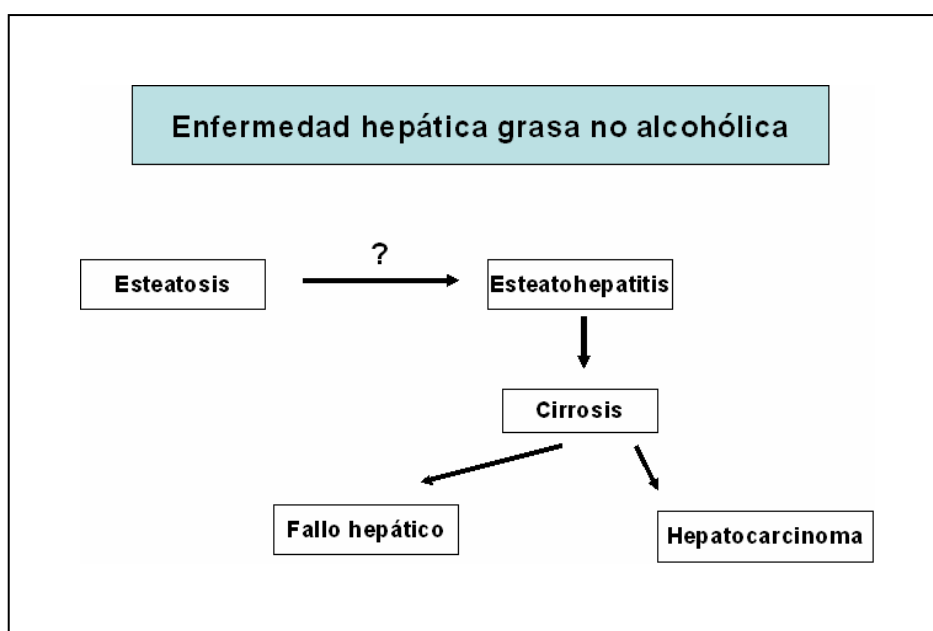 Enfermedad hepática grasa no alcohólica
?
Esteatosis
Esteatohepatitis
Cirrosis
Fallo hepático
Hepatocarcinoma